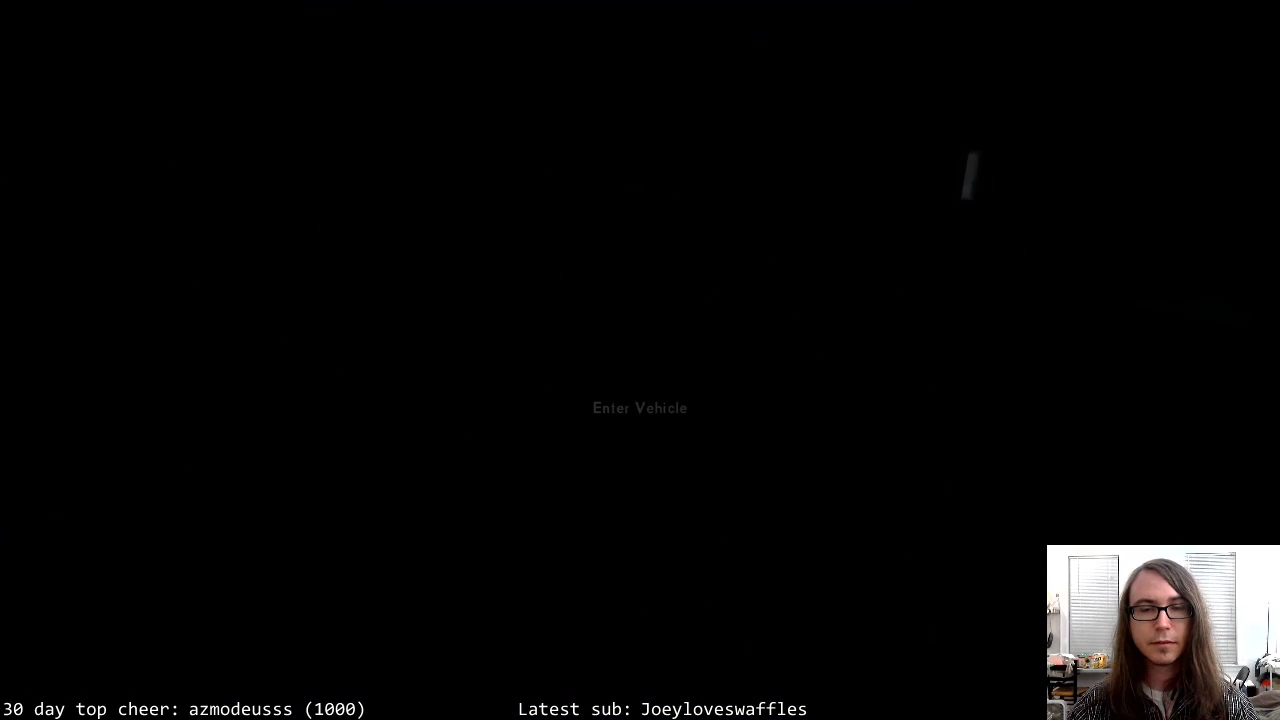 Enter Vehicle
30 day top cheer: azmodeusss (1000)
Latest sub: Joeyloveswaffles